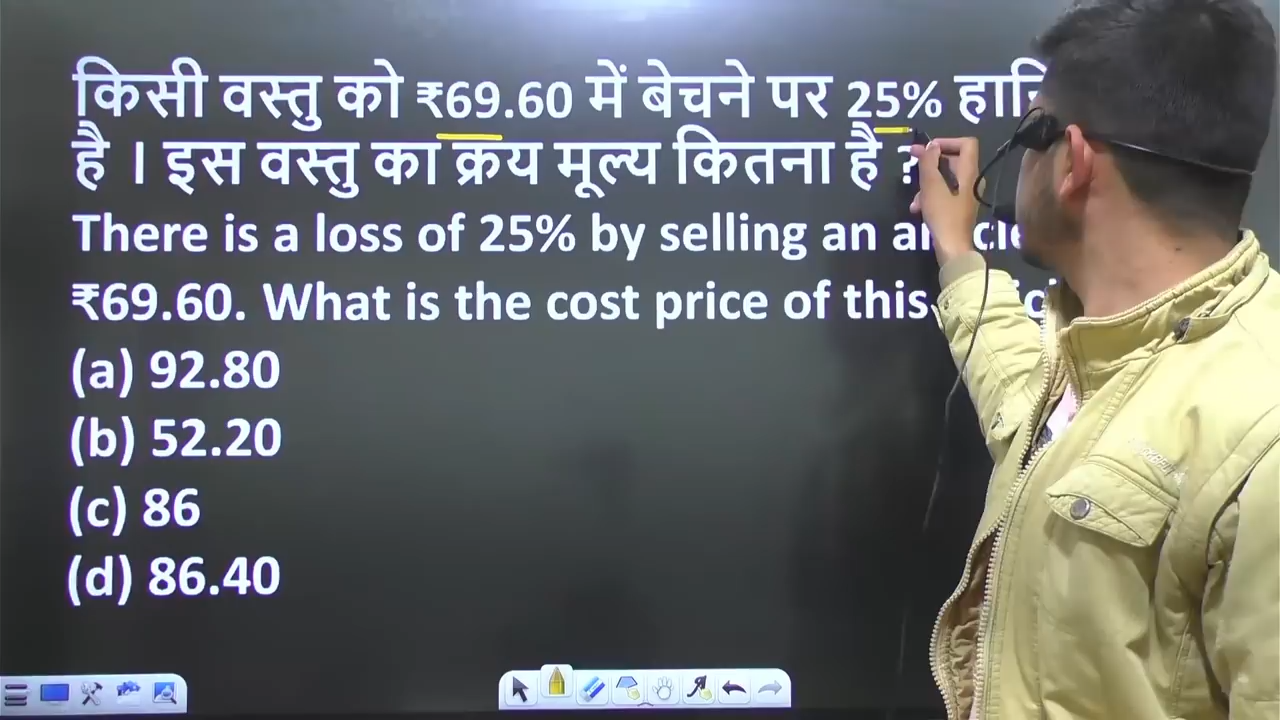 किसी वस्तु को ₹69.60 में बेचने पर 25%
है । इस वस्तु का क्रय मूल्य कितना है ?
There is a loss of 25% by selling an
₹69.60. What is the cost price of this
(a) 92.80
(b) 52.20
(c) 86
(d) 86.40